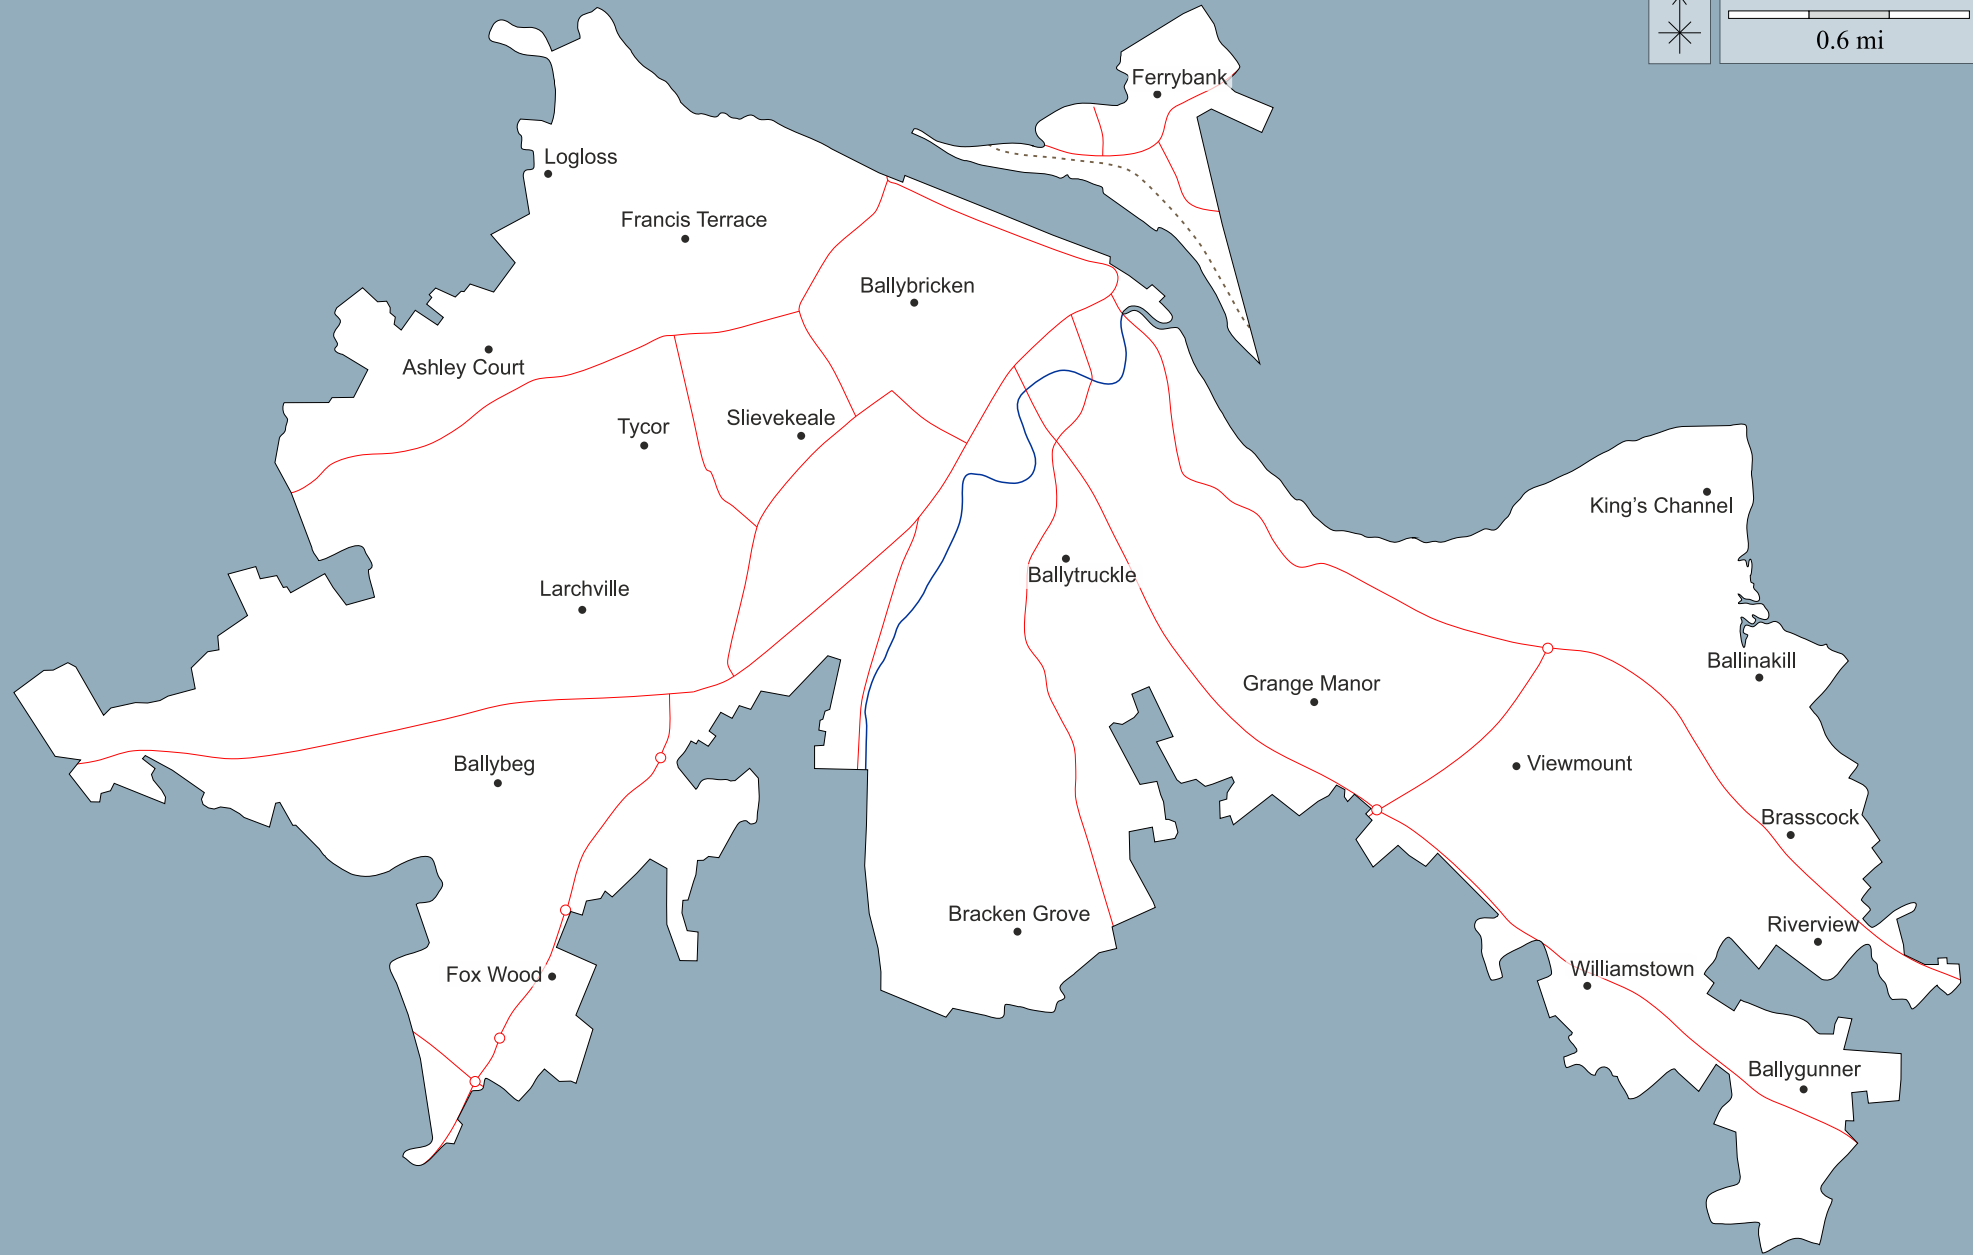 0.6 mi
Ferrybank
Logloss
Francis Terrace
Ballybricken
Ashley Court
Tycor
Slievekeale
King's Channel
Larchville
Ballytruckle
Ballinakill
Grange Manor
Ballybeg
Viewmount
Brasscock
Bracken Grove
Riverview
Fox Wood
Williamstown
Ballygunner